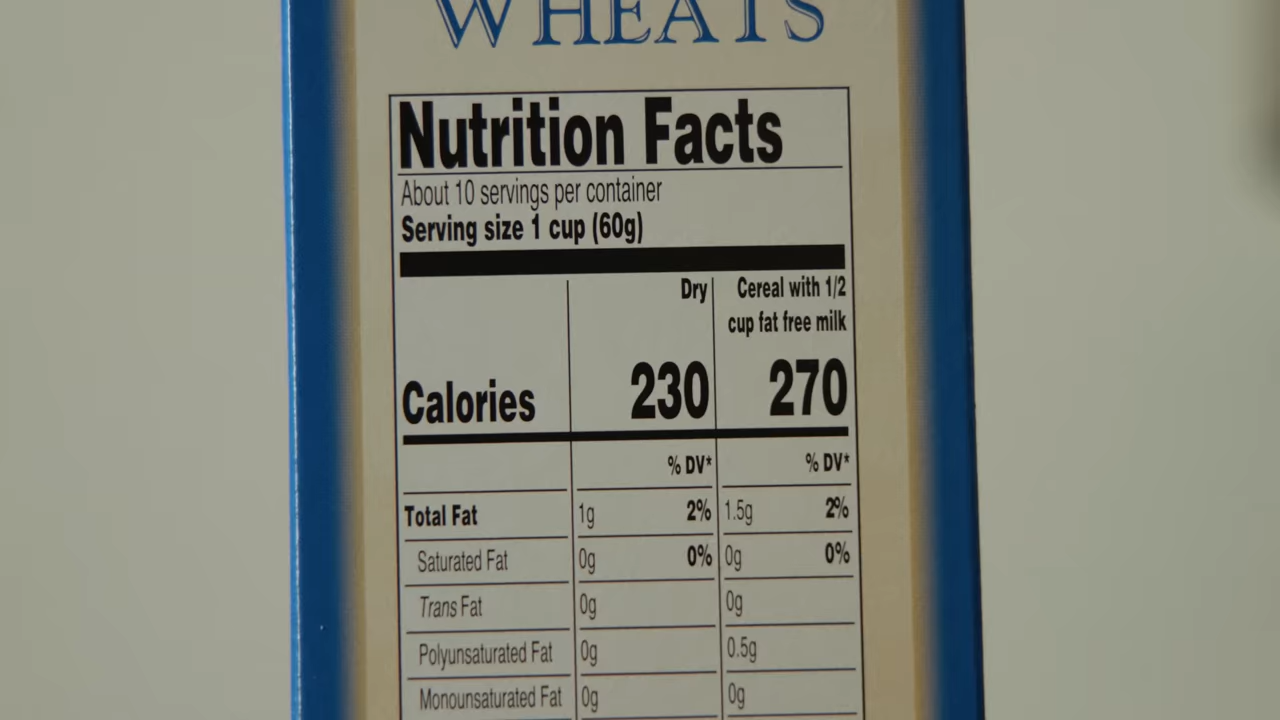 WHEATS
Nutrition Facts
About 10 servings per container
Serving size 1 cup (60g)
Dry Cereal with 1/2
cup fat free milk
Calories 230 270
% DV* % DV*
Total Fat 1g 2% 1.5g 2%
Saturated Fat 0g 0% 0g 0%
Trans Fat 0g 0g
Polyunsaturated Fat 0g 0.5g
Monounsaturated Fat 0g 0g